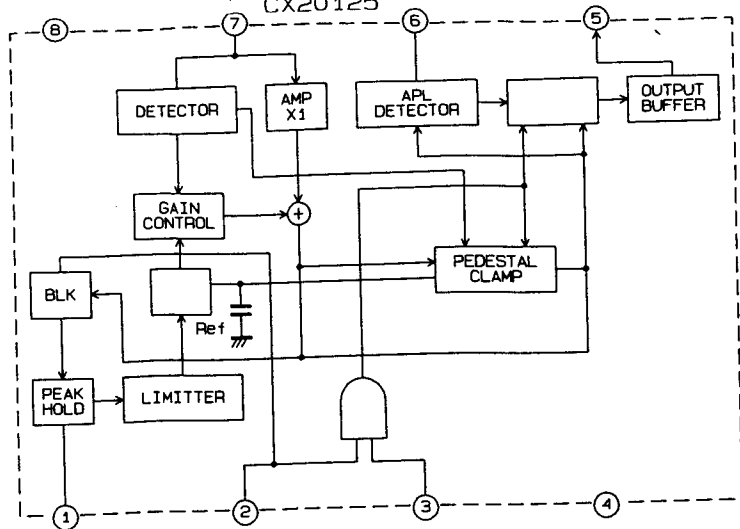 CX20125
8
7
6
5
DETECTOR
AMP
X1
APL
DETECTOR
OUTPUT
BUFFER
GAIN
CONTROL
+
PEDESTAL
CLAMP
BLK
Ref
PEAK
HOLD
LIMITTER
1
2
3
4